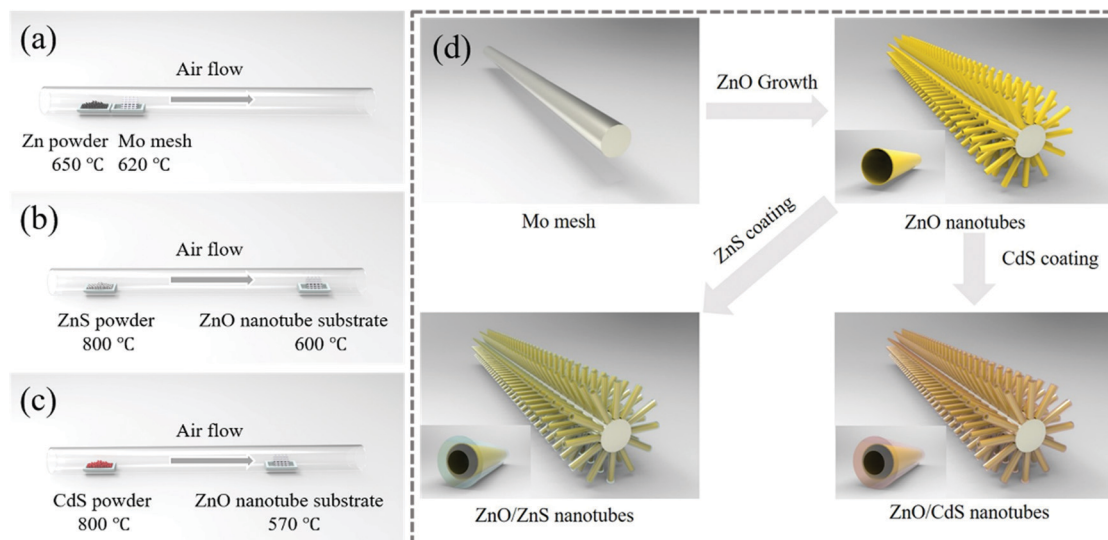 (a)
Air flow
Zn powder Mo mesh
650 ℃ 620℃
(b)
Air flow
ZnS powder ZnO nanotube substrate
800 ℃ 600 ℃
(c)
Air flow
CdS powder ZnO nanotube substrate
800 ℃ 570 ℃
(d)
Mo mesh
ZnO Growth
ZnO nanotubes
ZnS coating
CdS coating
ZnO/ZnS nanotubes
ZnO/CdS nanotubes